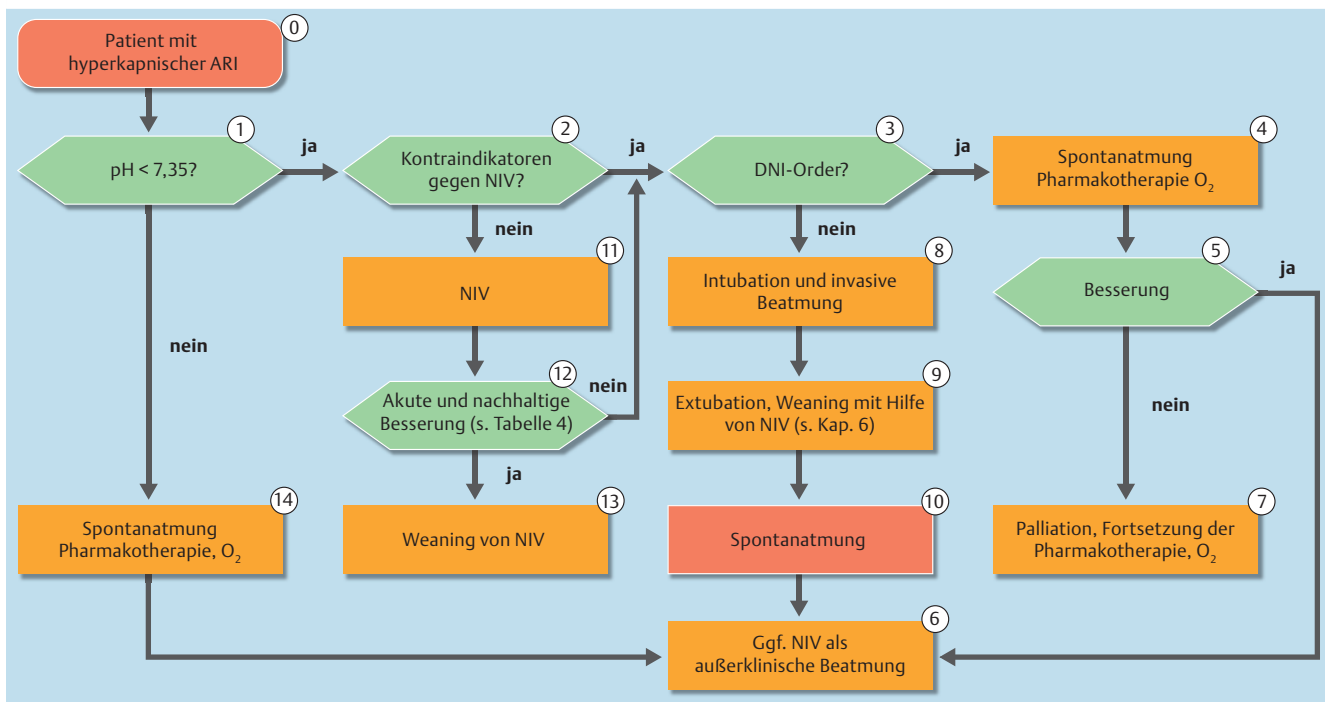 0
Patient mit
hyperkapnischer ARI
1
pH < 7,35?
ja
2
Kontraindikatoren
gegen NIV?
ja
3
DNI-Order?
ja
4
Spontanatmung
Pharmakotherapie O₂
nein
nein
11
NIV
8
Intubation und invasive
Beatmung
5
Besserung
ja
nein
12
Akute und nachhaltige
Besserung (s. Tabelle 4)
nein
9
Extubation, Weaning mit Hilfe
von NIV (s. Kap. 6)
nein
ja
14
Spontanatmung
Pharmakotherapie, O₂
13
Weaning von NIV
10
Spontanatmung
7
Palliation, Fortsetzung der
Pharmakotherapie, O₂
6
Ggf. NIV als
außerklinische Beatmung